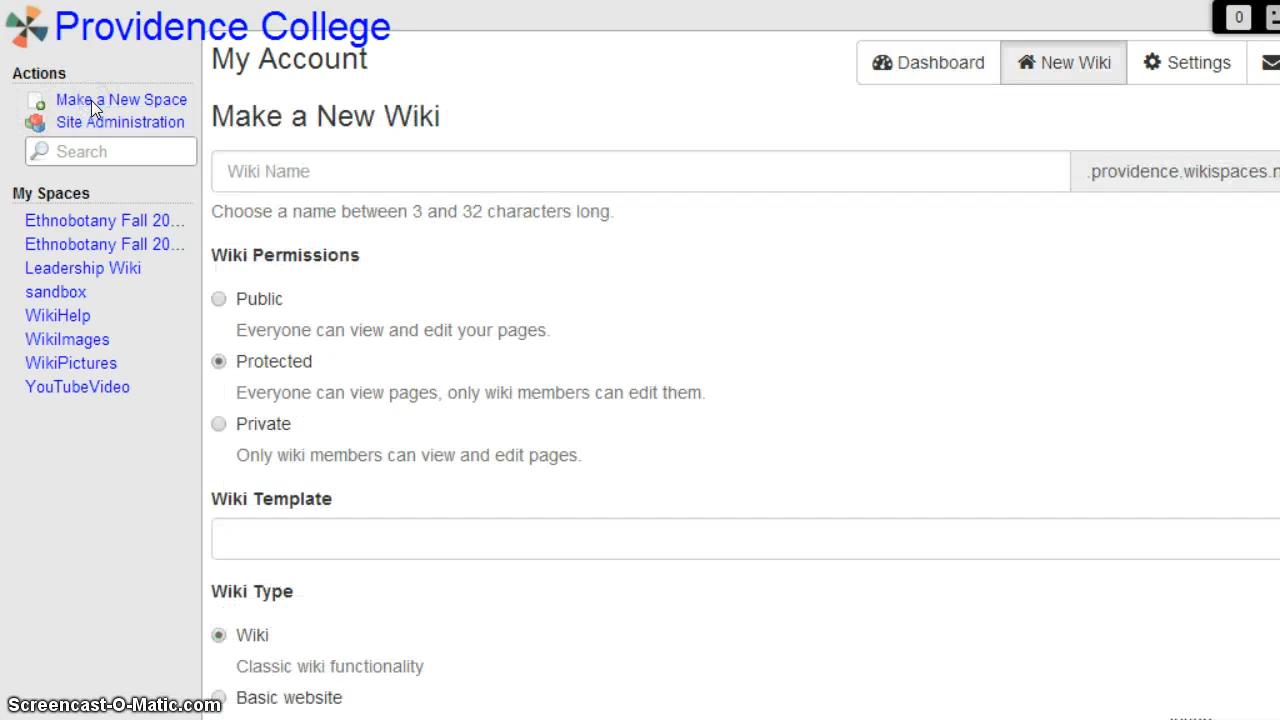 Providence College
0
Actions
Make a New Space
Site Administration
Search
My Spaces
Ethnobotany Fall 20...
Ethnobotany Fall 20...
Leadership Wiki
sandbox
WikiHelp
WikiImages
WikiPictures
YouTubeVideo
My Account
Dashboard
New Wiki
Settings
Make a New Wiki
Wiki Name
.providence.wikispaces.n
Choose a name between 3 and 32 characters long.
Wiki Permissions
Public
Everyone can view and edit your pages.
Protected
Everyone can view pages, only wiki members can edit them.
Private
Only wiki members can view and edit pages.
Wiki Template
Wiki Type
Wiki
Classic wiki functionality
Basic website
Screencast-O-Matic.com